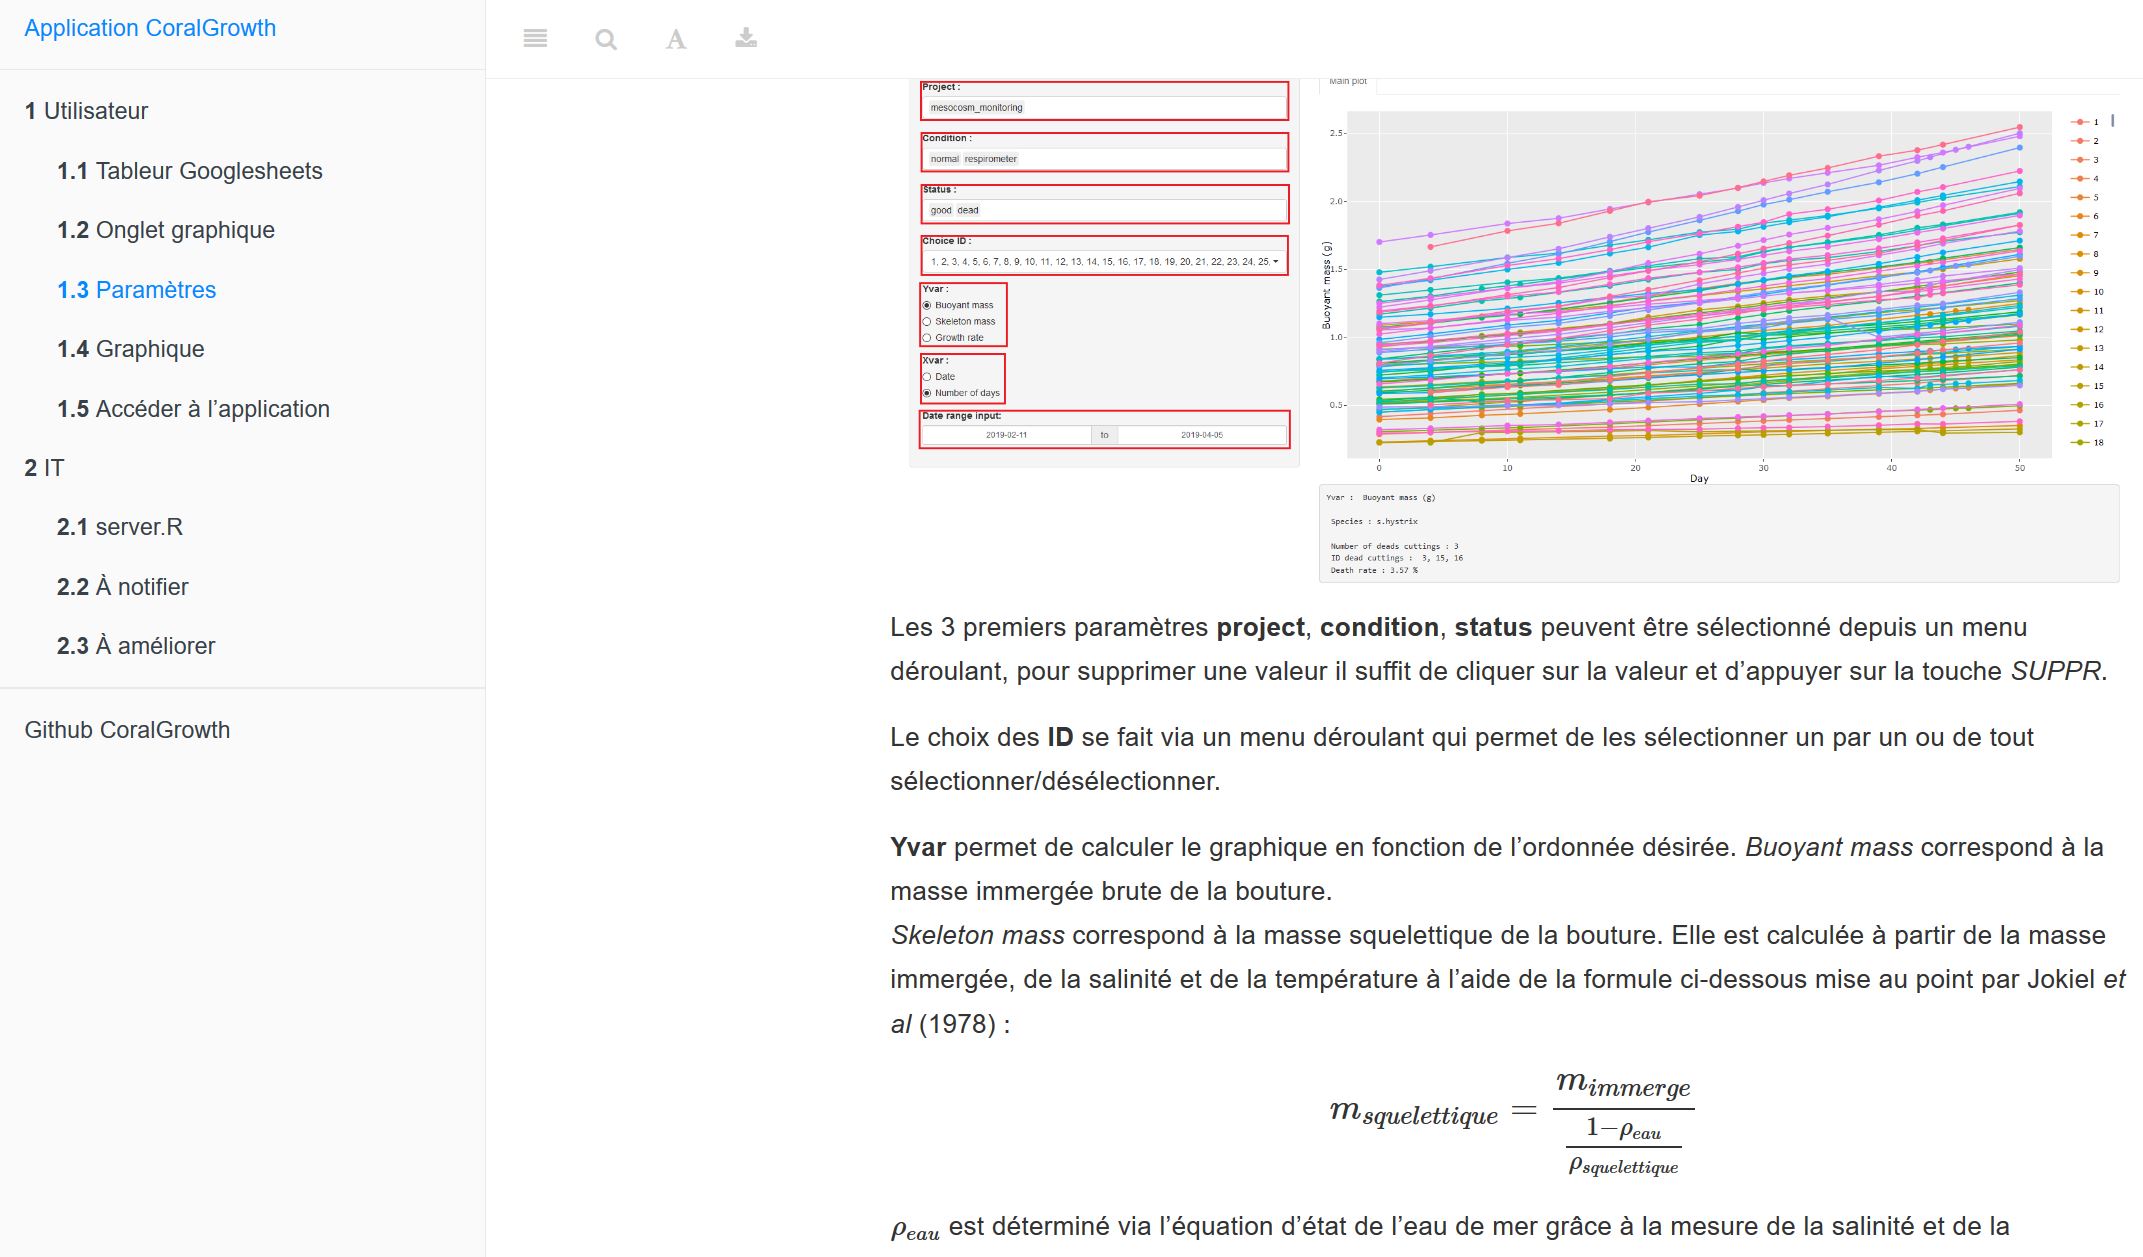 Application CoralGrowth
1 Utilisateur
1.1 Tableur Googlesheets
1.2 Onglet graphique
1.3 Paramètres
1.4 Graphique
1.5 Accéder à l’application
2 IT
2.1 server.R
2.2 À notifier
2.3 À améliorer
Github CoralGrowth
A
Project :
mesocosm_monitoring
Condition :
normal respirometer
Status :
good dead
Choice ID :
1, 2, 3, 4, 5, 6, 7, 8, 9, 10, 11, 12, 13, 14, 15, 16, 17, 18, 19, 20, 21, 22, 23, 24, 25,
Yvar :
Buoyant mass
Skeleton mass
Growth rate
Xvar :
Date
Number of days
Date range input:
2019-02-11 to 2019-04-05
Main plot
2.5
2.0
1.5
1.0
0.5
Buoyant mass (g)
0 10 20 30 40 50
Day
1
2
3
4
5
6
7
8
9
10
11
12
13
14
15
16
17
18
Yvar : Buoyant mass (g)
Species : s.hystrix
Number of deads cuttings : 3
ID dead cuttings : 3, 15, 16
Death rate : 3.57 %
Les 3 premiers paramètres project, condition, status peuvent être sélectionné depuis un menu
déroulant, pour supprimer une valeur il suffit de cliquer sur la valeur et d’appuyer sur la touche SUPPR.
Le choix des ID se fait via un menu déroulant qui permet de les sélectionner un par un ou de tout
sélectionner/désélectionner.
Yvar permet de calculer le graphique en fonction de l’ordonnée désirée. Buoyant mass correspond à la
masse immergée brute de la bouture.
Skeleton mass correspond à la masse squelettique de la bouture. Elle est calculée à partir de la masse
immergée, de la salinité et de la température à l’aide de la formule ci-dessous mise au point par Jokiel et
al (1978) :
m squelettique = m immerge
1−ρ eau
ρ squelettique
ρ eau est déterminé via l’équation d’état de l’eau de mer grâce à la mesure de la salinité et de la